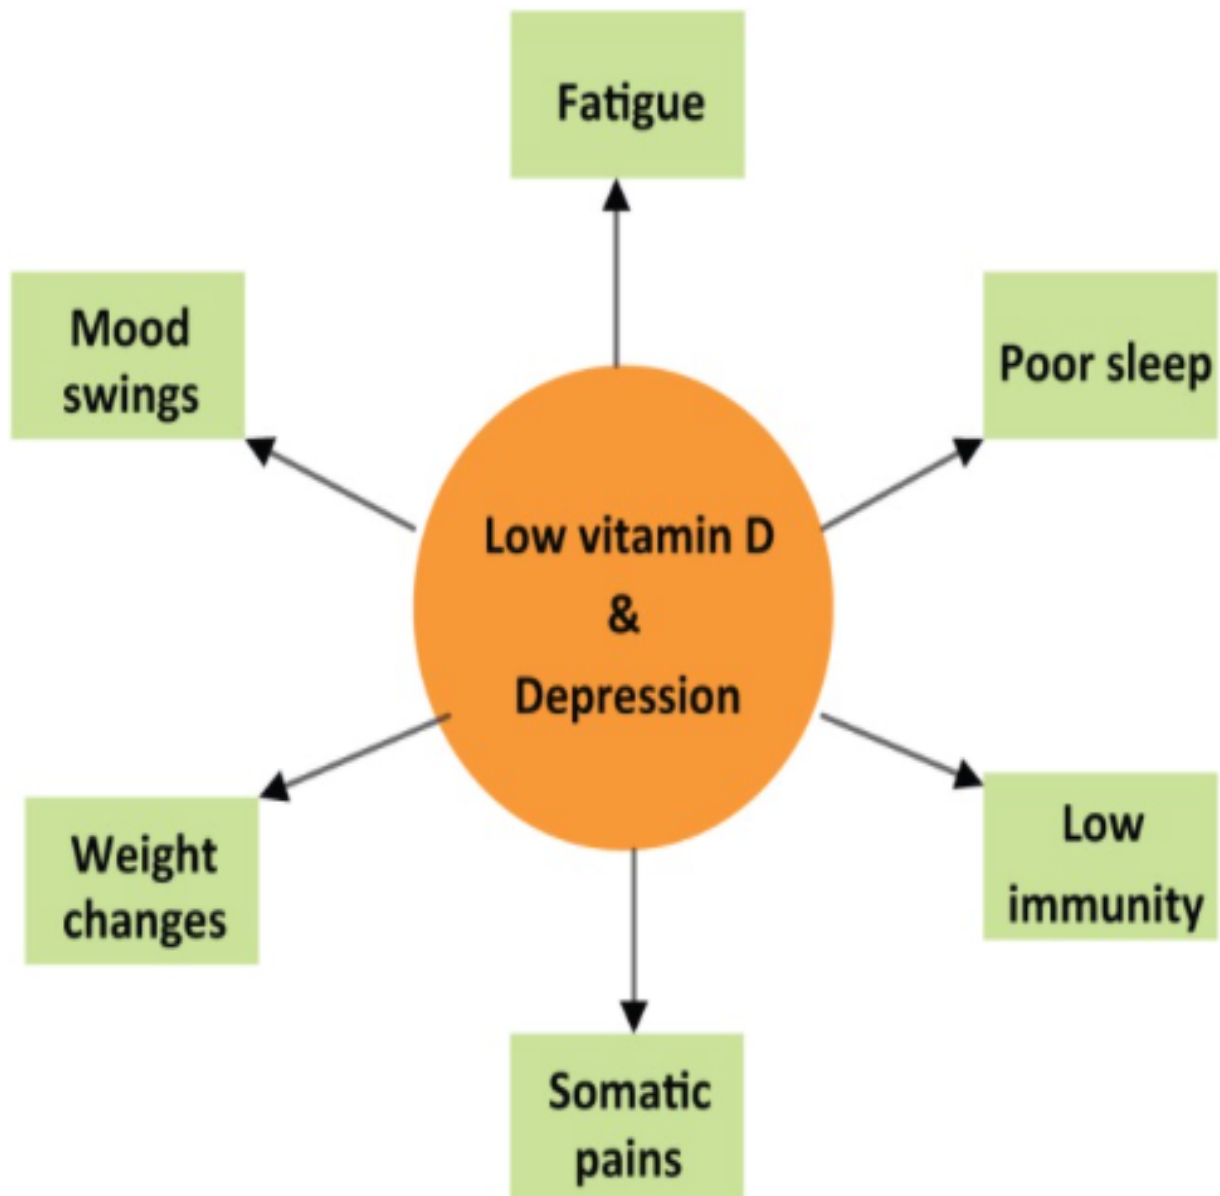 Fatigue
Mood
swings
Poor sleep
Low vitamin D
&
Depression
Weight
changes
Low
immunity
Somatic
pains